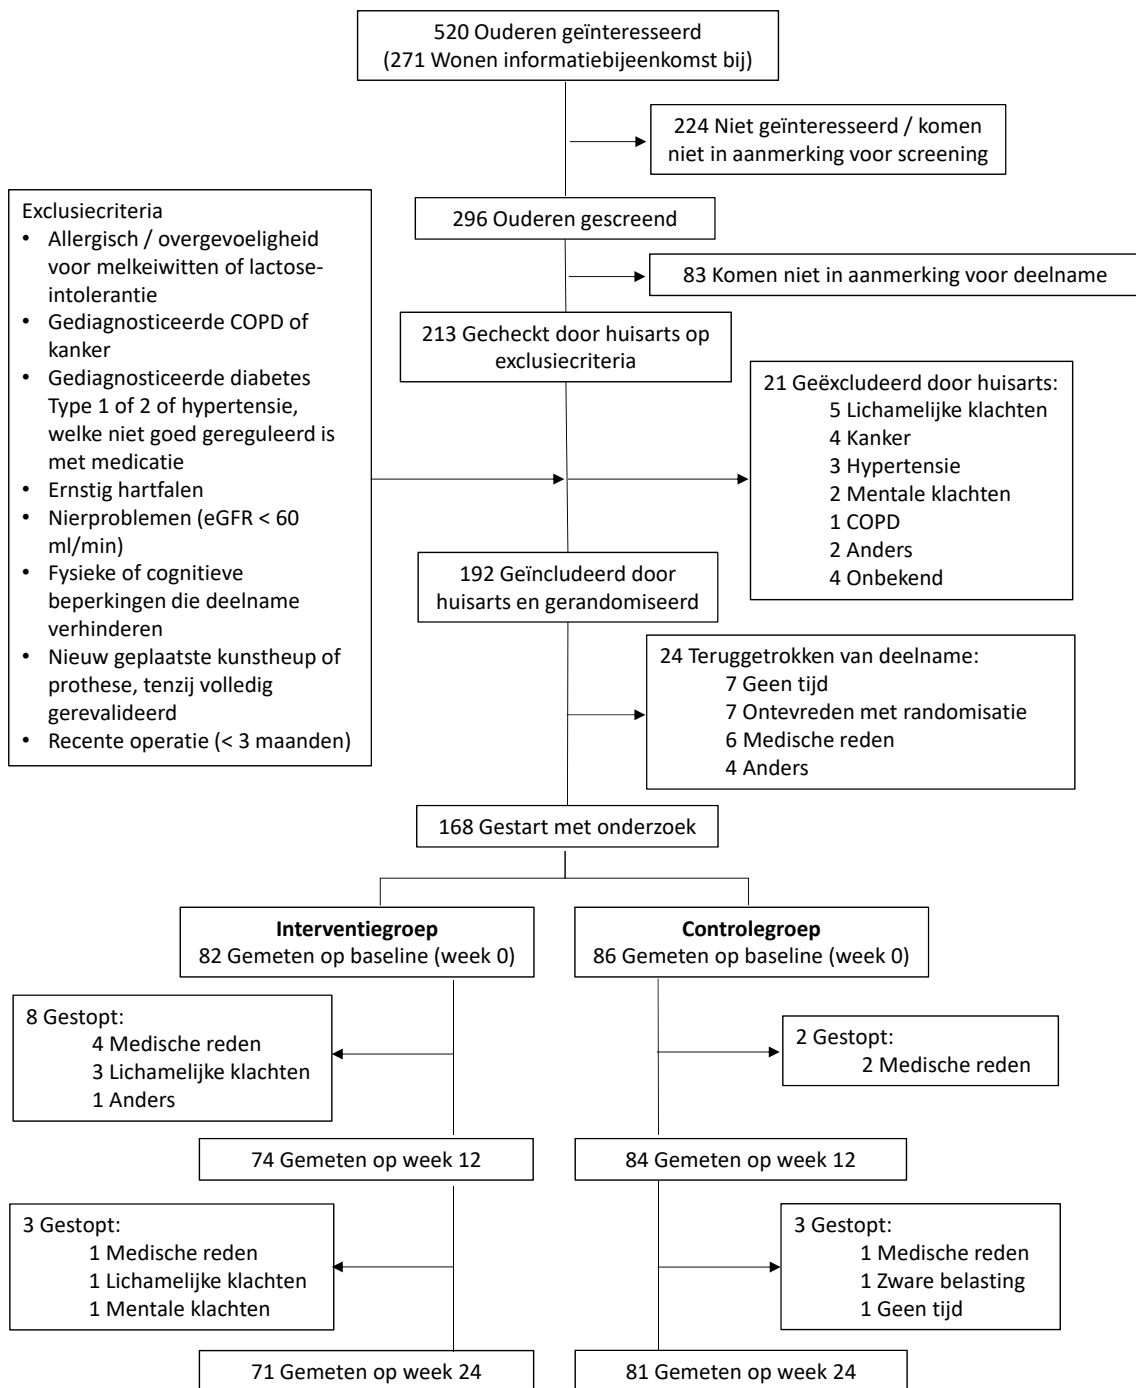 520 Ouderen geïnteresseerd
(271 Wonen informatiebijeenkomst bij)
224 Niet geïnteresseerd / komen
niet in aanmerking voor screening
296 Ouderen gescreend
83 Komen niet in aanmerking voor deelname
213 Gecheckt door huisarts op
exclusiecriteria
Exclusiecriteria
• Allergisch / overgevoeligheid
voor melkeiwitten of lactose-
intolerantie
• Gediagnosticeerde COPD of
kanker
• Gediagnosticeerde diabetes
Type 1 of 2 of hypertensie,
welke niet goed gereguleerd is
met medicatie
• Ernstig hartfalen
• Nierproblemen (eGFR < 60
ml/min)
• Fysieke of cognitieve
beperkingen die deelname
verhinderen
• Nieuw geplaatste kunstheup of
prothese, tenzij volledig
gerevalideerd
• Recente operatie (< 3 maanden)
21 Geëxcludeerd door huisarts:
5 Lichamelijke klachten
4 Kanker
3 Hypertensie
2 Mentale klachten
1 COPD
2 Anders
4 Onbekend
192 Geïncludeerd door
huisarts en gerandomiseerd
24 Teruggetrokken van deelname:
7 Geen tijd
7 Ontevreden met randomisatie
6 Medische reden
4 Anders
168 Gestart met onderzoek
Interventiegroep
82 Gemeten op baseline (week 0)
Controlegroep
86 Gemeten op baseline (week 0)
8 Gestopt:
4 Medische reden
3 Lichamelijke klachten
1 Anders
2 Gestopt:
2 Medische reden
74 Gemeten op week 12
84 Gemeten op week 12
3 Gestopt:
1 Medische reden
1 Lichamelijke klachten
1 Mentale klachten
3 Gestopt:
1 Medische reden
1 Zware belasting
1 Geen tijd
71 Gemeten op week 24
81 Gemeten op week 24